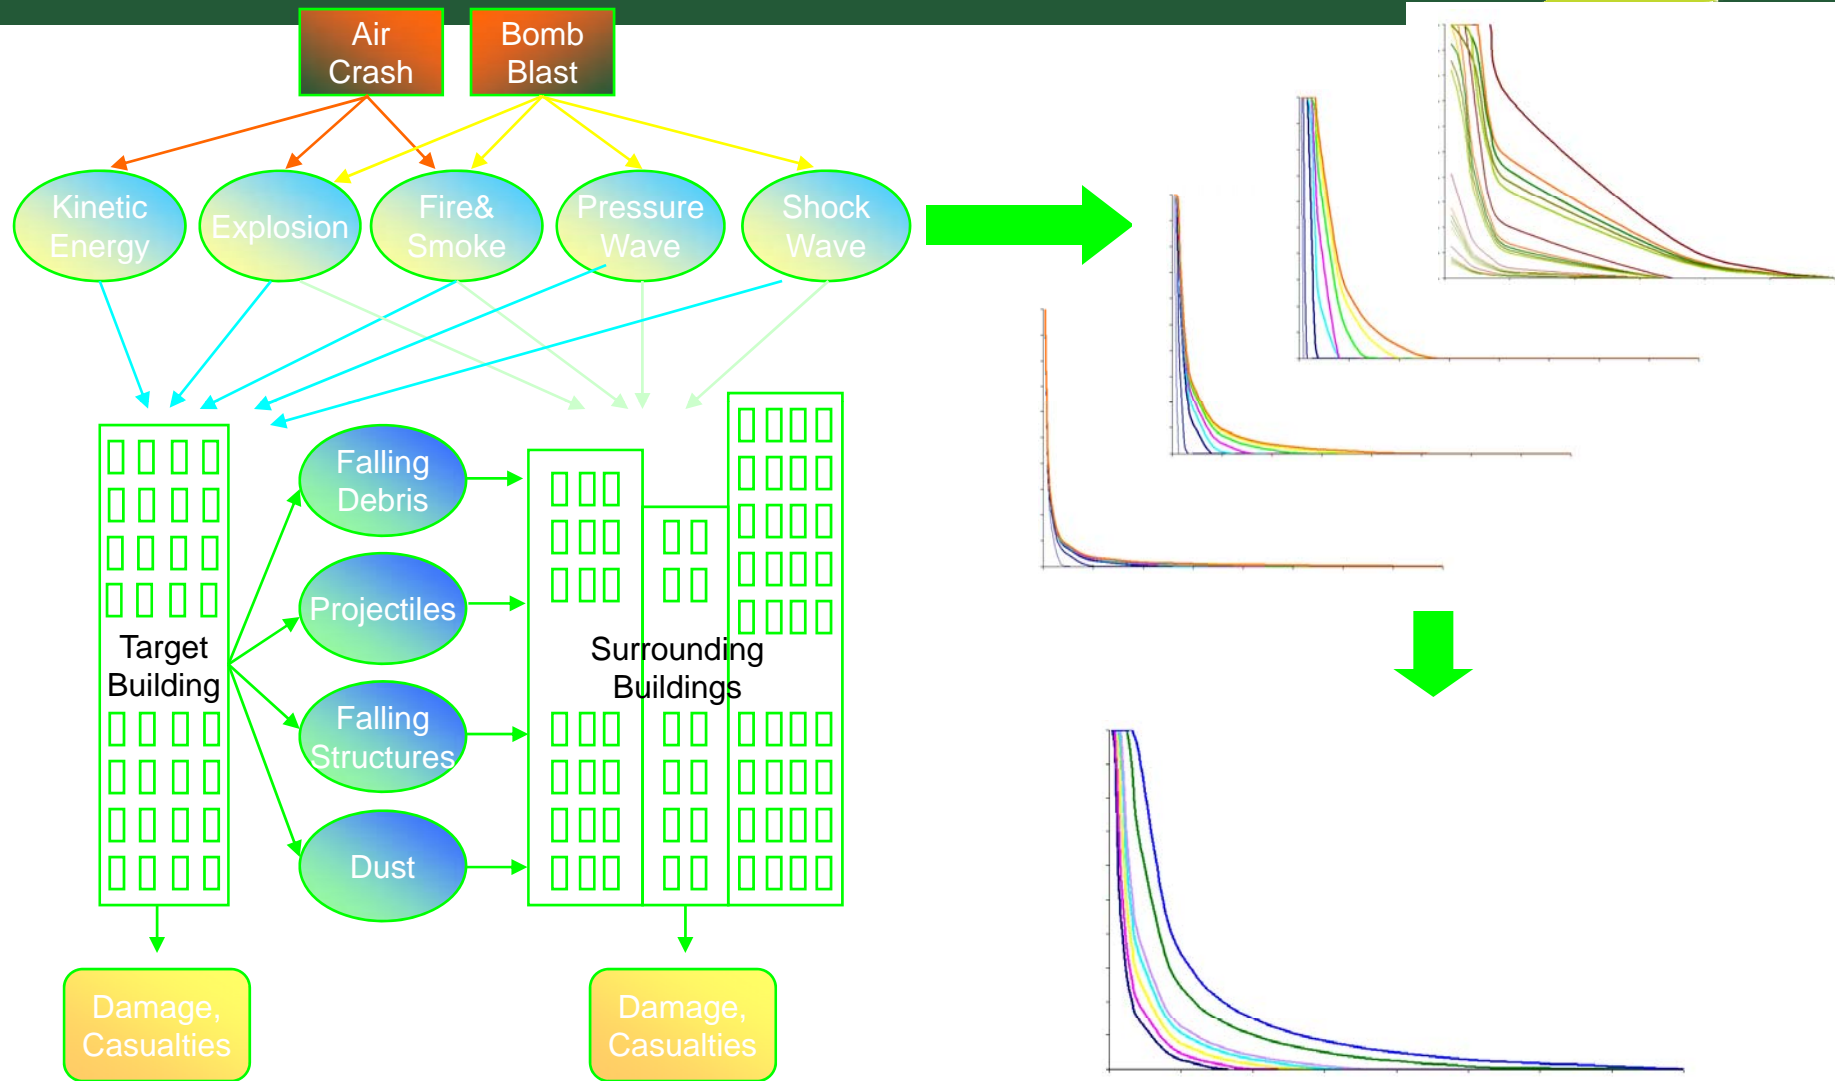 Air
Crash
Bomb
Blast
Kinetic
Energy
Explosion
Fire&
Smoke
Pressure
Wave
Shock
Wave
Falling
Debris
Projectiles
Target
Building
Surrounding
Buildings
Falling
Structures
Dust
Damage,
Casualties
Damage,
Casualties